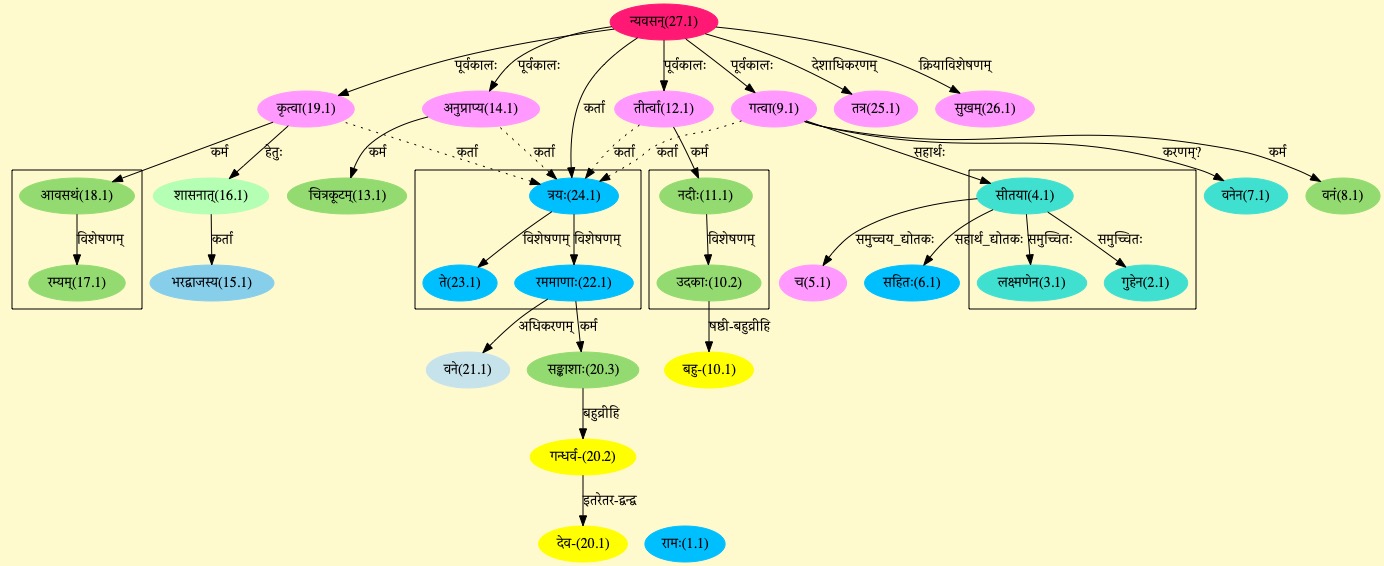 न्यवसन्(27.1)
पूर्वकालः पूर्वकालः कर्ता पूर्वकालः पूर्वकालः देशाधिकरणम् क्रियाविशेषणम्
कृत्वा(19.1) अनुप्राप्य(14.1) तीर्त्वा(12.1) गत्वा(9.1) तत्र(25.1) सुखम्(26.1)
कर्म हेतुः कर्ता कर्म कर्ता कर्ता कर्ता कर्म सहार्थः करणम्? कर्म
आवसथं(18.1) शासनात्(16.1) चित्रकूटम्(13.1) त्रयः(24.1) नदीः(11.1) सीतया(4.1) वनेन(7.1) वनं(8.1)
विशेषणम् कर्ता विशेषणम् विशेषणम् विशेषणम् समुच्चय_द्योतकः सहार्थ_द्योतकः समुच्चितः समुच्चितः
रम्यम्(17.1) भरद्वाजस्य(15.1) ते(23.1) रममाणाः(22.1) उदकाः(10.2) च(5.1) सहितः(6.1) लक्ष्मणेन(3.1) गुहेन(2.1)
अधिकरणम् कर्म षष्ठी-बहुव्रीहि
वने(21.1) सङ्काशाः(20.3) बहु-(10.1)
बहुव्रीहि
गन्धर्व-(20.2)
इतरेतर-द्वन्द्व
देव-(20.1) रामः(1.1)